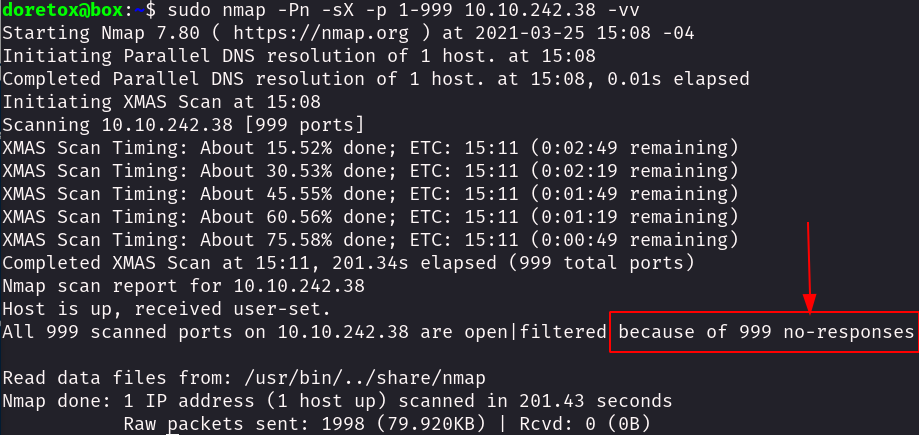 doretox@box:~$ sudo nmap -Pn -sX -p 1-999 10.10.242.38 -vv
Starting Nmap 7.80 ( https://nmap.org ) at 2021-03-25 15:08 -04
Initiating Parallel DNS resolution of 1 host. at 15:08
Completed Parallel DNS resolution of 1 host. at 15:08, 0.01s elapsed
Initiating XMAS Scan at 15:08
Scanning 10.10.242.38 [999 ports]
XMAS Scan Timing: About 15.52% done; ETC: 15:11 (0:02:49 remaining)
XMAS Scan Timing: About 30.53% done; ETC: 15:11 (0:02:19 remaining)
XMAS Scan Timing: About 45.55% done; ETC: 15:11 (0:01:49 remaining)
XMAS Scan Timing: About 60.56% done; ETC: 15:11 (0:01:19 remaining)
XMAS Scan Timing: About 75.58% done; ETC: 15:11 (0:00:49 remaining)
Completed XMAS Scan at 15:11, 201.34s elapsed (999 total ports)
Nmap scan report for 10.10.242.38
Host is up, received user-set.
All 999 scanned ports on 10.10.242.38 are open|filtered because of 999 no-responses
Read data files from: /usr/bin/../share/nmap
Nmap done: 1 IP address (1 host up) scanned in 201.43 seconds
Raw packets sent: 1998 (79.920KB) | Rcvd: 0 (0B)